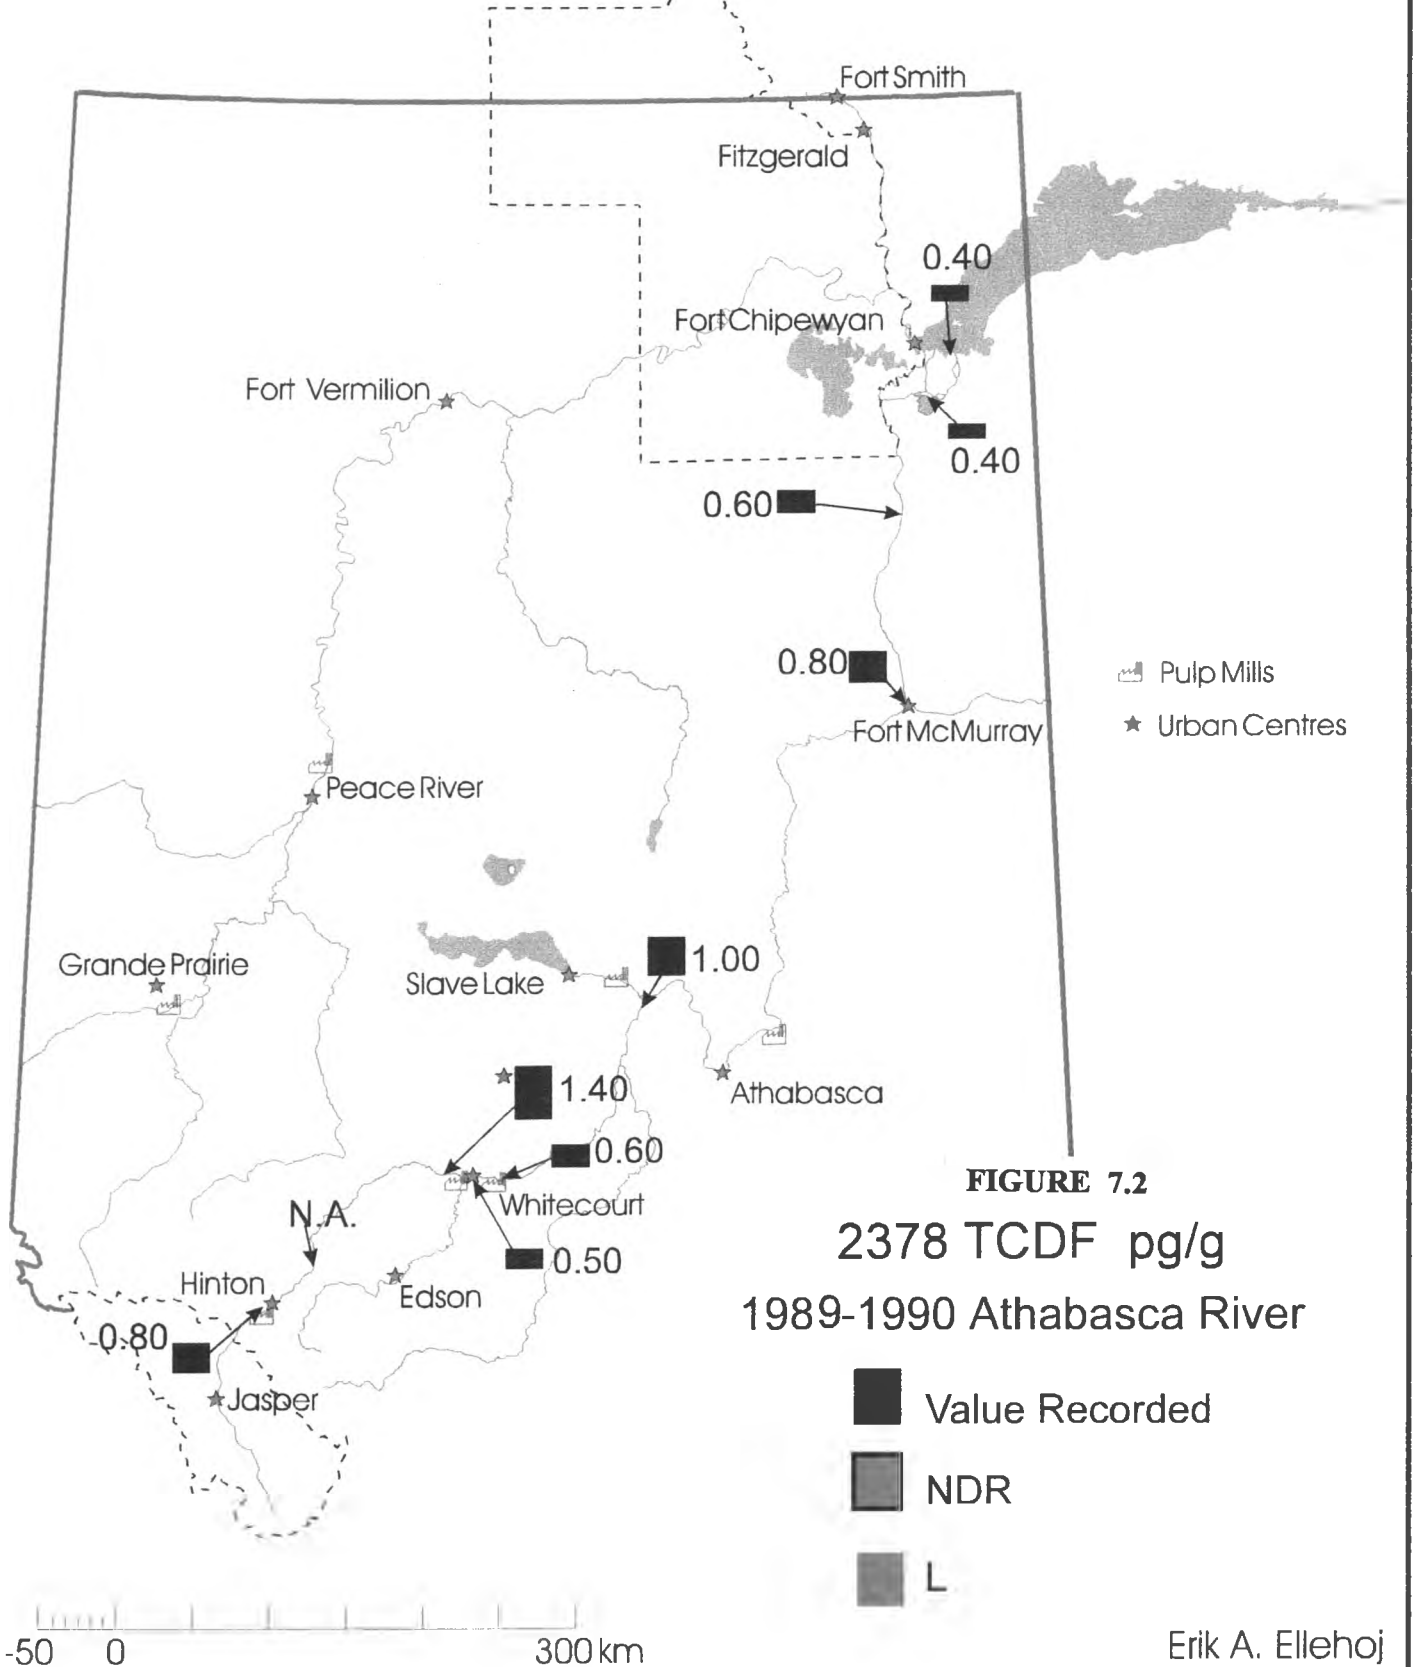 Fort Smith
Fitzgerald
0.40
Fort Chipewyan
Fort Vermilion
0.40
0.60
0.80
Fort McMurray
Pulp Mills
Urban Centres
Peace River
Grande Prairie
Slave Lake
1.00
1.40
Athabasca
0.60
Whitecourt
N.A.
0.50
Hinton
Edson
0.80
Jasper
FIGURE 7.2
2378 TCDF pg/g
1989-1990 Athabasca River
Value Recorded
NDR
L
-50 0 300 km
Erik A. Ellehoj